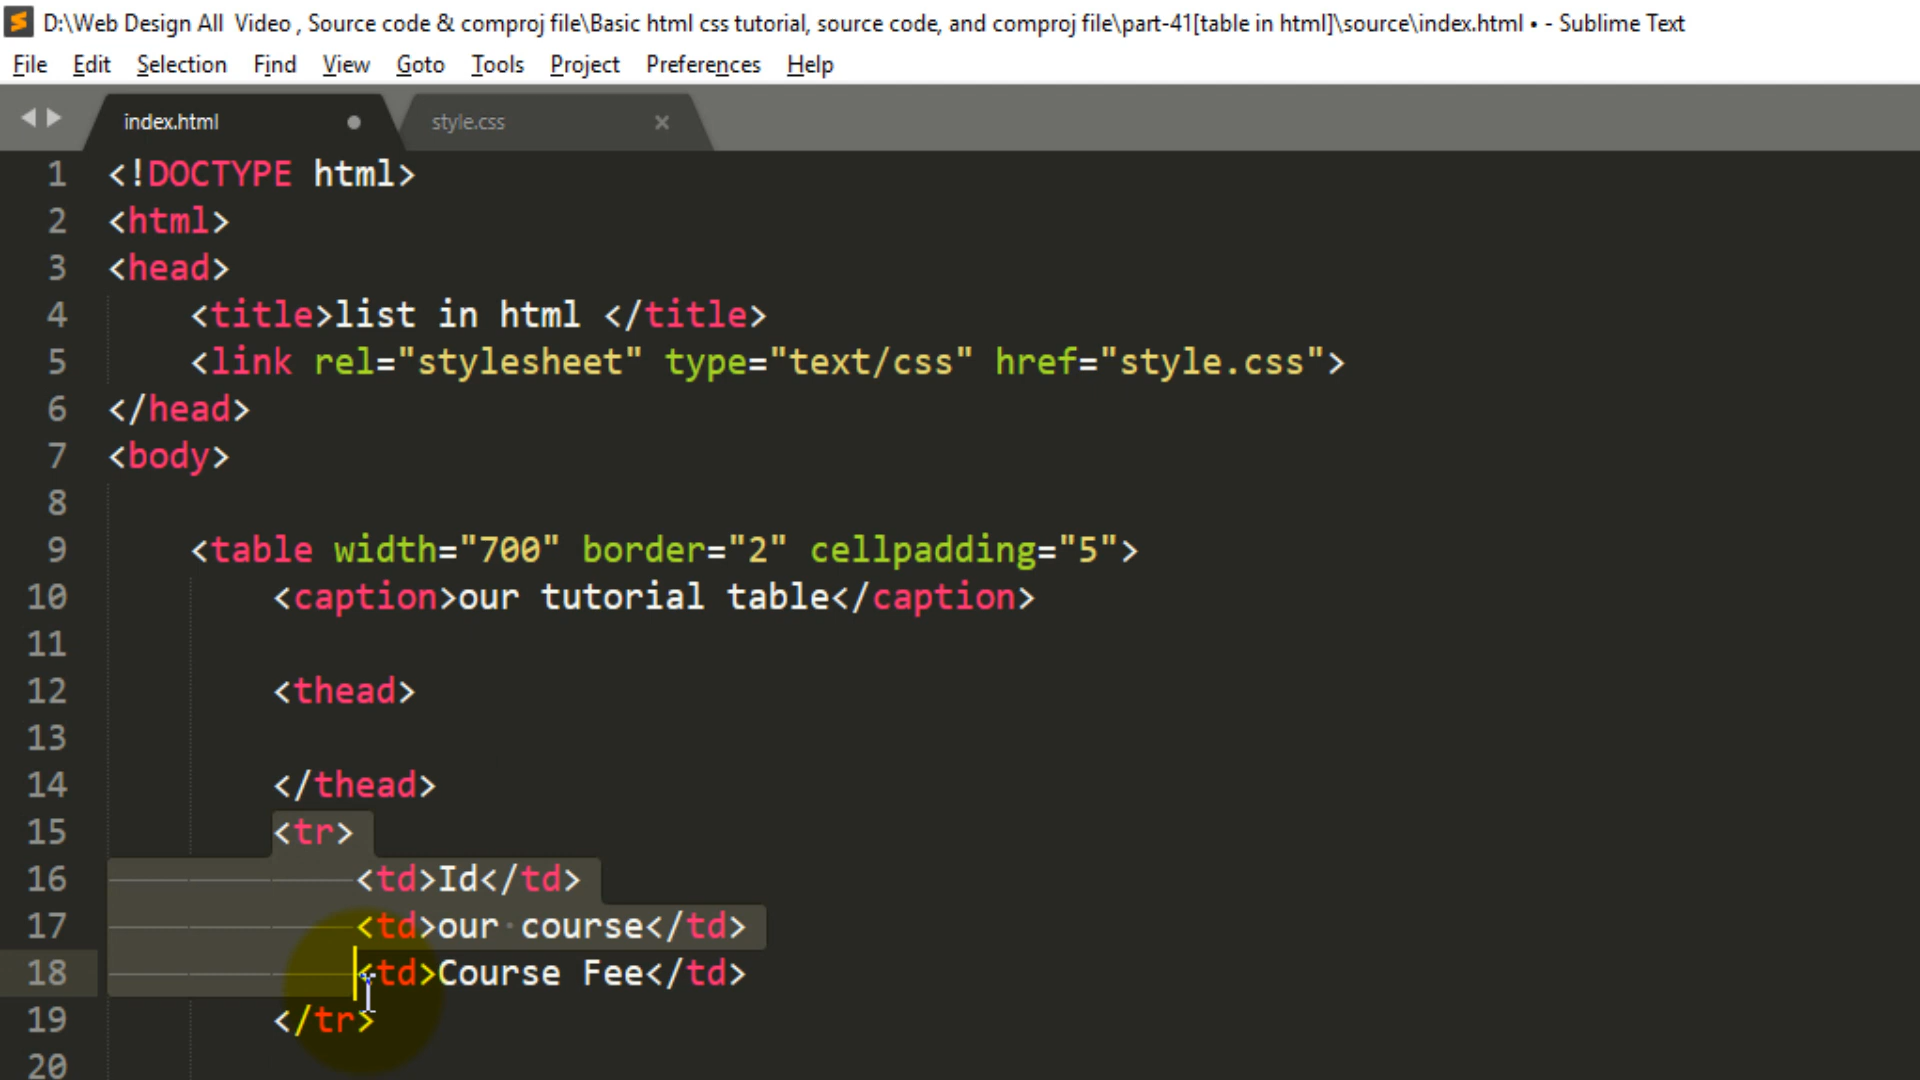 D:\Web Design All  Video , Source code & comproj file\Basic html css tutorial, source code, and comproj file\part-41[table in html]\source\index.html • - Sublime Text
File Edit Selection Find View Goto Tools Project Preferences Help
index.html style.css
1 <!DOCTYPE html>
2 <html>
3 <head>
4 <title>list in html </title>
5 <link rel="stylesheet" type="text/css" href="style.css">
6 </head>
7 <body>
8
9 <table width="700" border="2" cellpadding="5">
10 <caption>our tutorial table</caption>
11
12 <thead>
13
14 </thead>
15 <tr>
16 <td>Id</td>
17 <td>our course</td>
18 <td>Course Fee</td>
19 </tr>
20